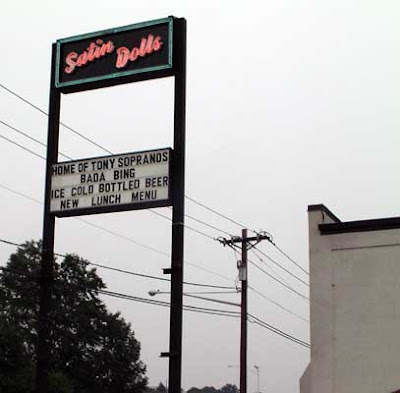 Satin Dolls
HOME OF TONY SOPRANOS
BADA BING
ICE COLD BOTTLED BEER
NEW LUNCH MENU